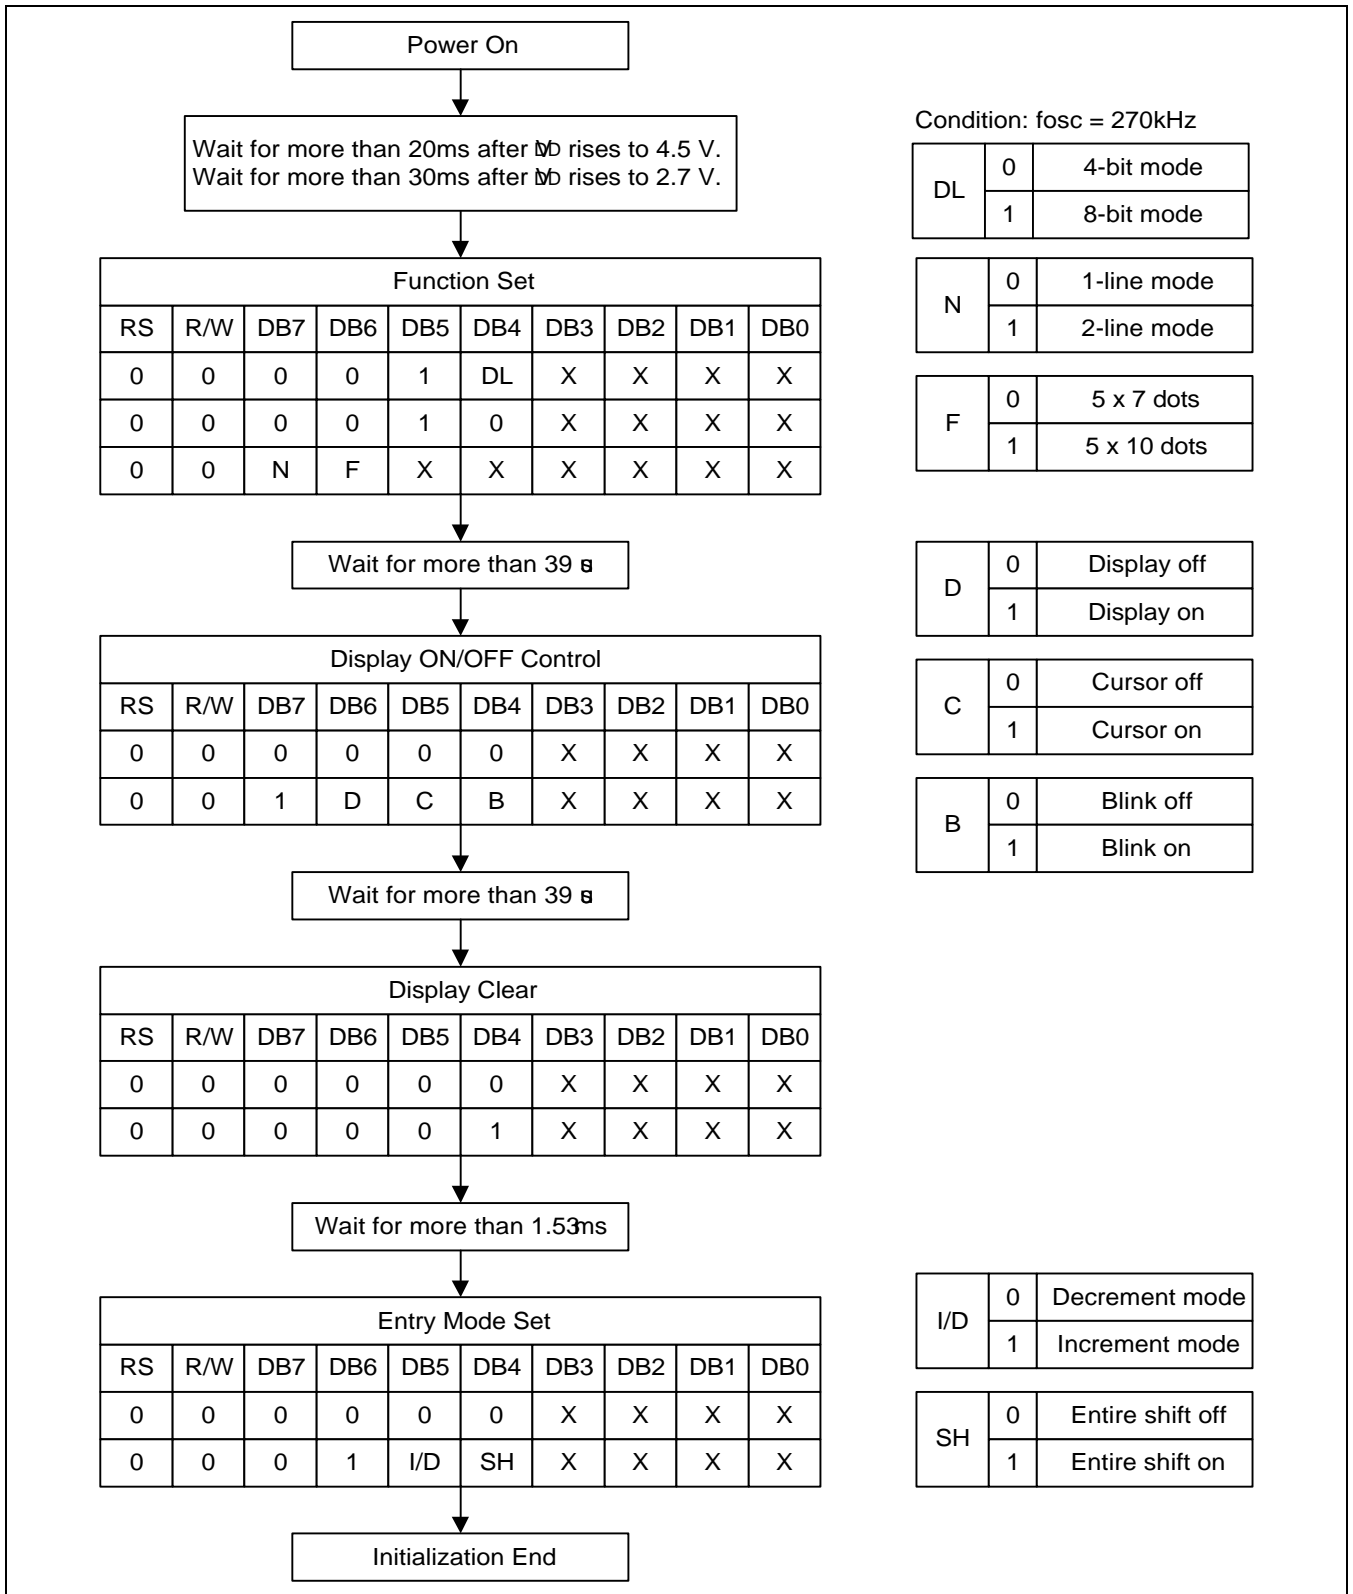 Power On
Wait for more than 20ms after VDD rises to 4.5 V.
Wait for more than 30ms after VDD rises to 2.7 V.
Condition: fosc = 270kHz
DL 0 4-bit mode
1 8-bit mode
Function Set
RS R/W DB7 DB6 DB5 DB4 DB3 DB2 DB1 DB0
0 0 0 0 1 DL X X X X
0 0 0 0 1 0 X X X X
0 0 N F X X X X X X
N 0 1-line mode
1 2-line mode
F 0 5 x 7 dots
1 5 x 10 dots
Wait for more than 39
D 0 Display off
1 Display on
Display ON/OFF Control
RS R/W DB7 DB6 DB5 DB4 DB3 DB2 DB1 DB0
0 0 0 0 0 0 X X X X
0 0 1 D C B X X X X
C 0 Cursor off
1 Cursor on
B 0 Blink off
1 Blink on
Wait for more than 39
Display Clear
RS R/W DB7 DB6 DB5 DB4 DB3 DB2 DB1 DB0
0 0 0 0 0 0 X X X X
0 0 0 0 0 1 X X X X
Wait for more than 1.53ms
Entry Mode Set
RS R/W DB7 DB6 DB5 DB4 DB3 DB2 DB1 DB0
0 0 0 0 0 0 X X X X
0 0 0 1 I/D SH X X X X
I/D 0 Decrement mode
1 Increment mode
SH 0 Entire shift off
1 Entire shift on
Initialization End